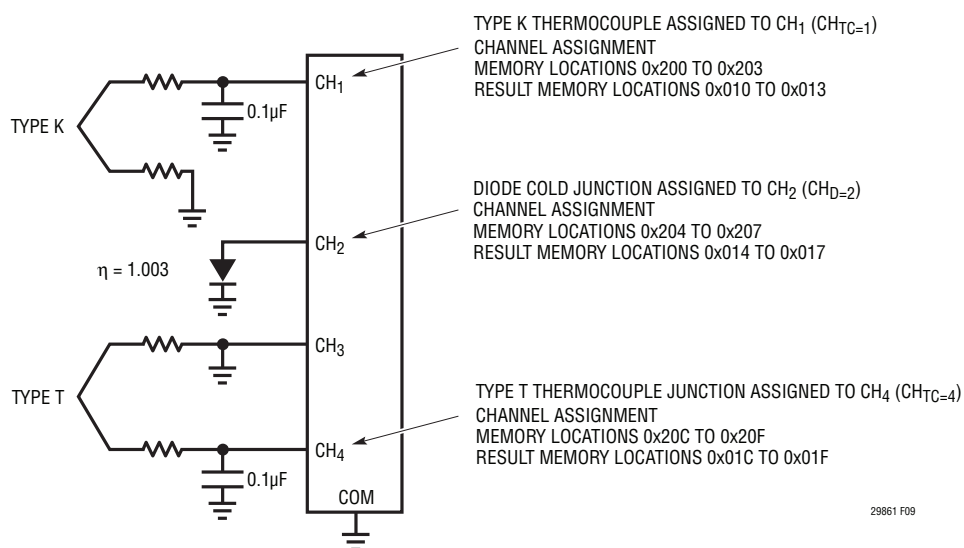 TYPE K THERMOCOUPLE ASSIGNED TO CH1 (CHTC=1)
CHANNEL ASSIGNMENT
MEMORY LOCATIONS 0x200 TO 0x203
RESULT MEMORY LOCATIONS 0x010 TO 0x013
CH1
0.1µF
TYPE K
DIODE COLD JUNCTION ASSIGNED TO CH2 (CHD=2)
CHANNEL ASSIGNMENT
MEMORY LOCATIONS 0x204 TO 0x207
RESULT MEMORY LOCATIONS 0x014 TO 0x017
CH2
η = 1.003
CH3
TYPE T
TYPE T THERMOCOUPLE JUNCTION ASSIGNED TO CH4 (CHTC=4)
CHANNEL ASSIGNMENT
MEMORY LOCATIONS 0x20C TO 0x20F
RESULT MEMORY LOCATIONS 0x01C TO 0x01F
CH4
0.1µF
COM
29861 F09